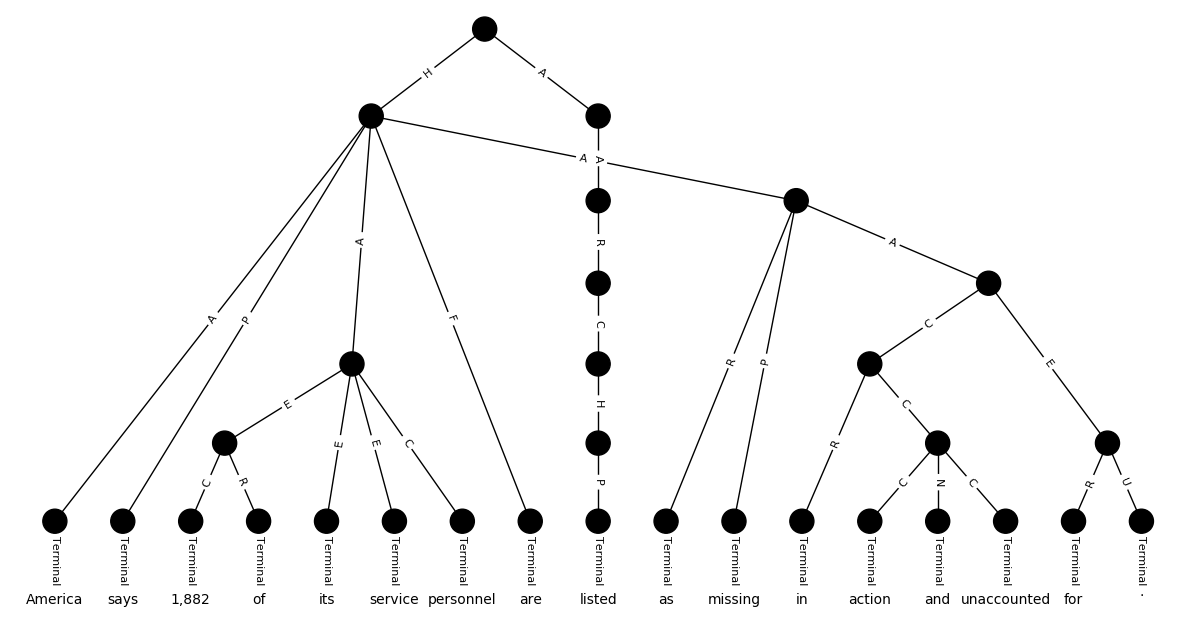 H A
A A
A
R
A
A P F C C E
R P
E C
H
E E C R C
C R P C N C R U
Terminal Terminal Terminal Terminal Terminal Terminal Terminal Terminal Terminal Terminal Terminal Terminal Terminal Terminal Terminal Terminal Terminal
America says 1,882 of its service personnel are listed as missing in action and unaccounted for .